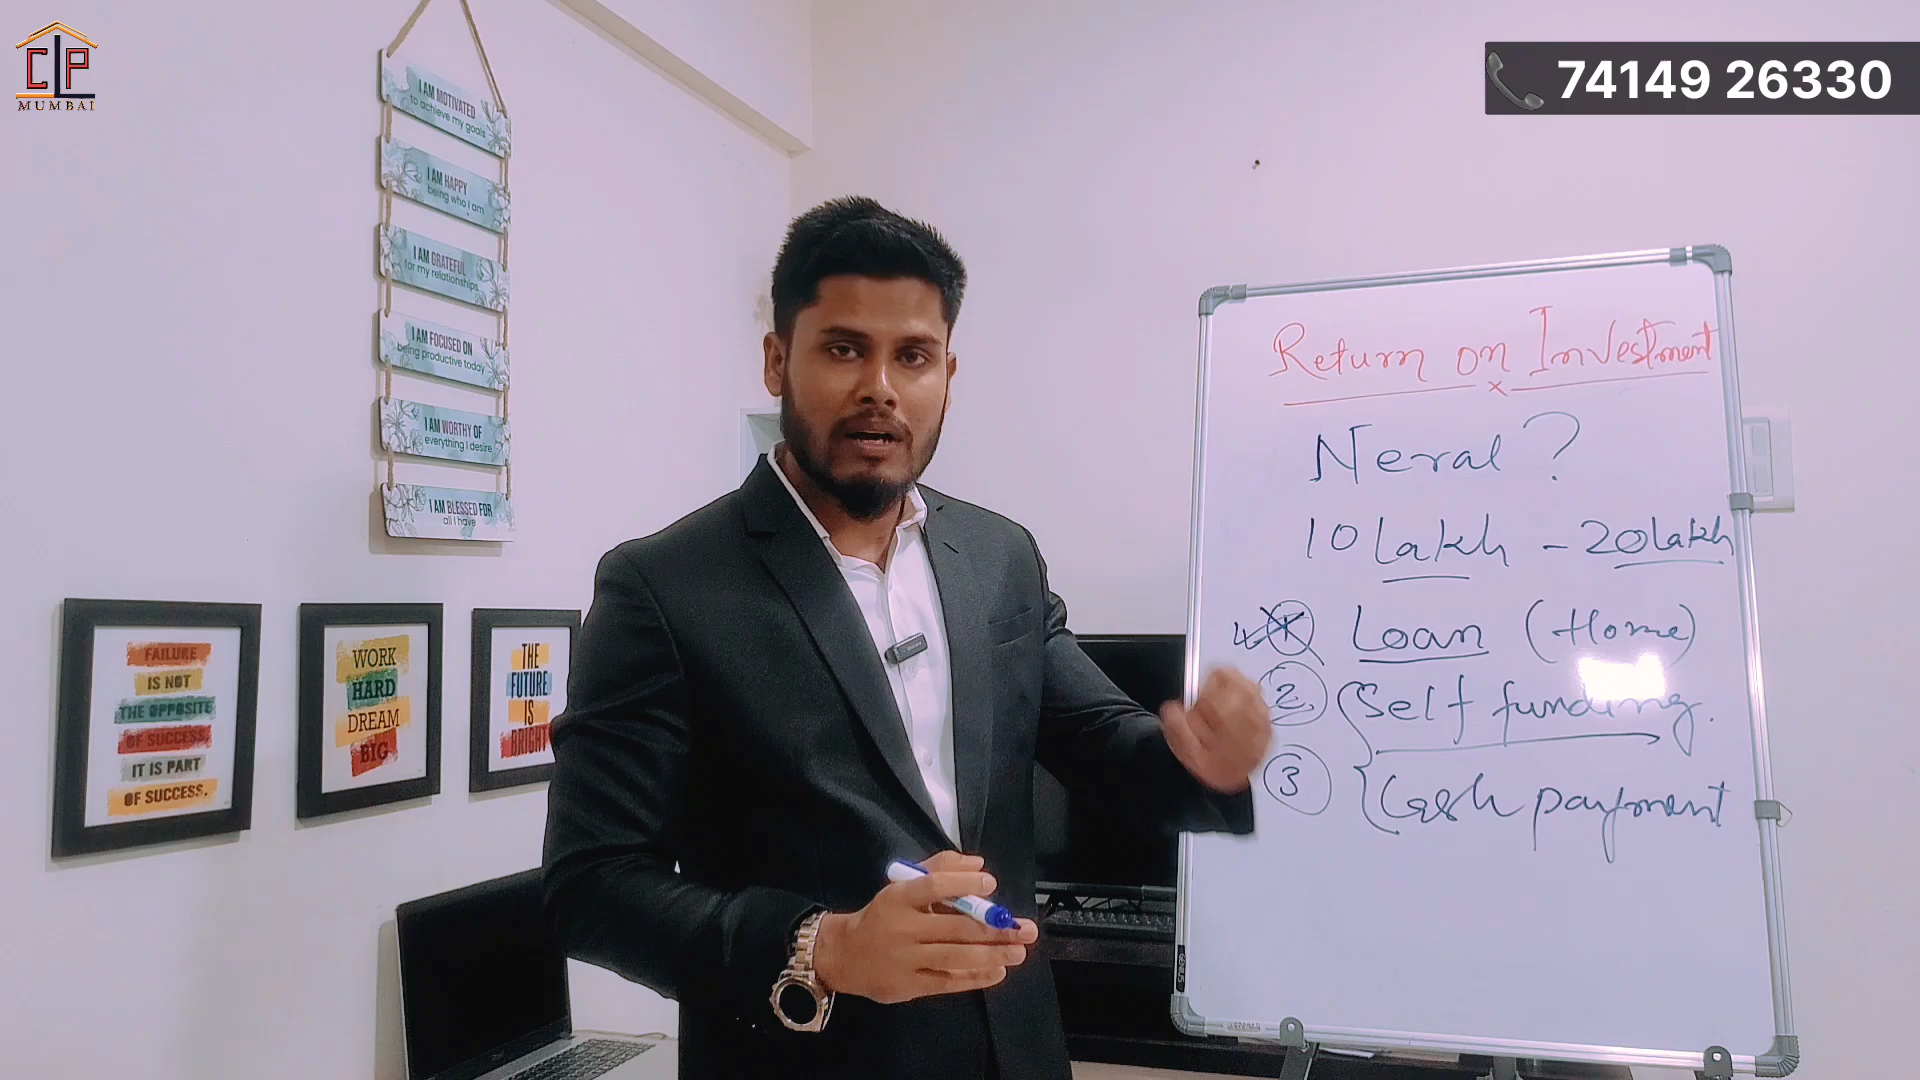 CLP
MUMBAI
74149 26330
I AM MOTIVATED
to achieve my goals
I AM HAPPY
being who I am
I AM GRATEFUL
for my relationships
I AM FOCUSED ON
being productive today
I AM WORTHY OF
everything I desire
I AM BLESSED FOR
all I have
FAILURE
IS NOT
THE OPPOSITE
OF SUCCESS
IT IS PART
OF SUCCESS.
WORK
HARD
DREAM
BIG
THE
FUTURE
IS
BRIGHT
Return on Investment
x
Neral ?
10 lakh - 20 lakh
Loan (Home)
2 Self funding.
3 Cash payment